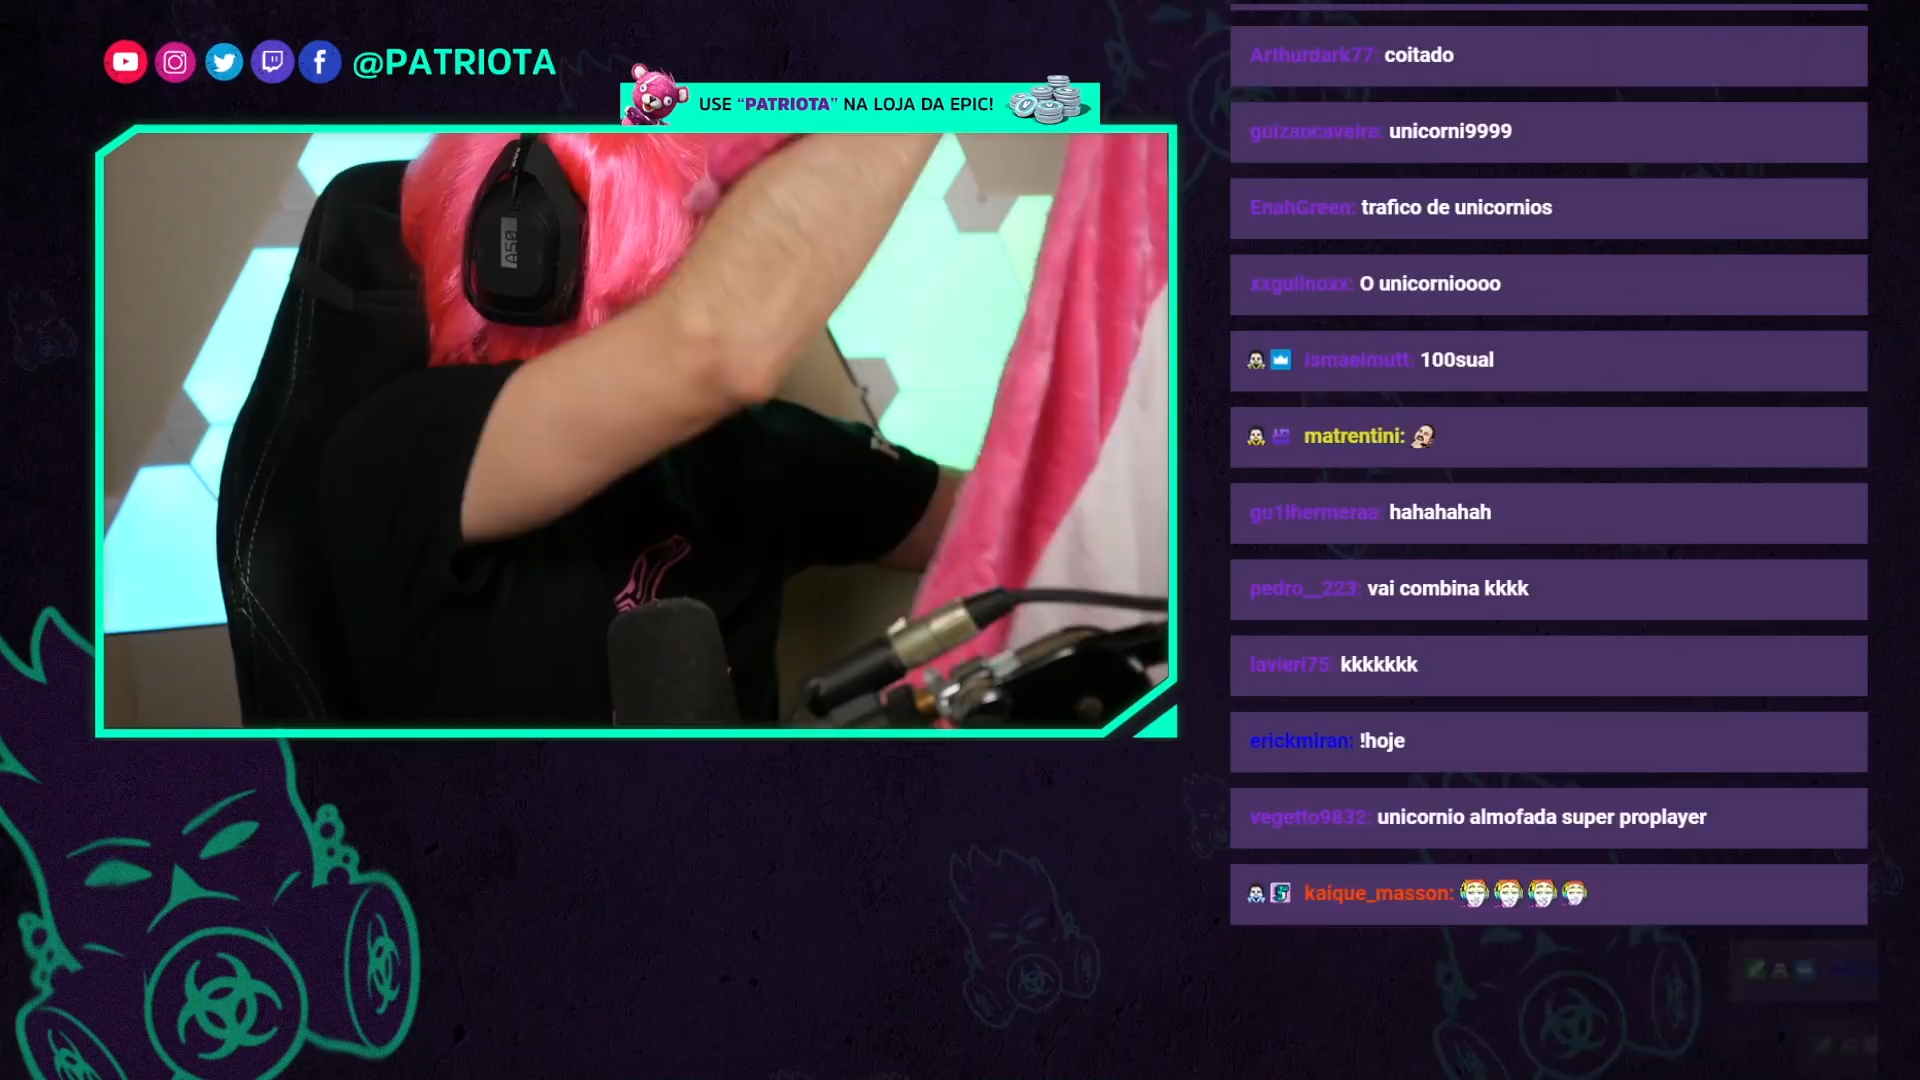 @PATRIOTA
USE “PATRIOTA” NA LOJA DA EPIC!
A50
Arthurdark77: coitado
guizaocaveira: unicorni9999
EnahGreen: trafico de unicornios
xxguilnoxx: O unicornioooo
ismaelmutt: 100sual
matrentini:
gu1lhermeraa: hahahahah
pedro__223: vai combina kkkk
lavieri75: kkkkkkk
erickmiran: !hoje
vegetto9832: unicornio almofada super proplayer
kaique_masson: